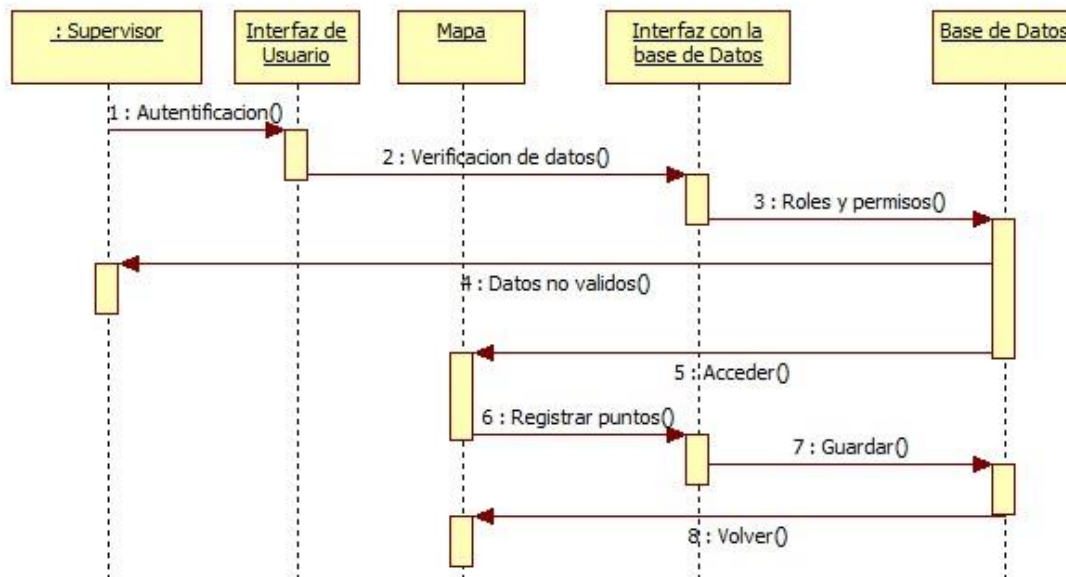 : Supervisor
Interfaz de
Usuario
Mapa
Interfaz con la
base de Datos
Base de Datos
1 : Autentificacion()
2 : Verificacion de datos()
3 : Roles y permisos()
4 : Datos no validos()
5 : Acceder()
6 : Registrar puntos()
7 : Guardar()
8 : Volver()